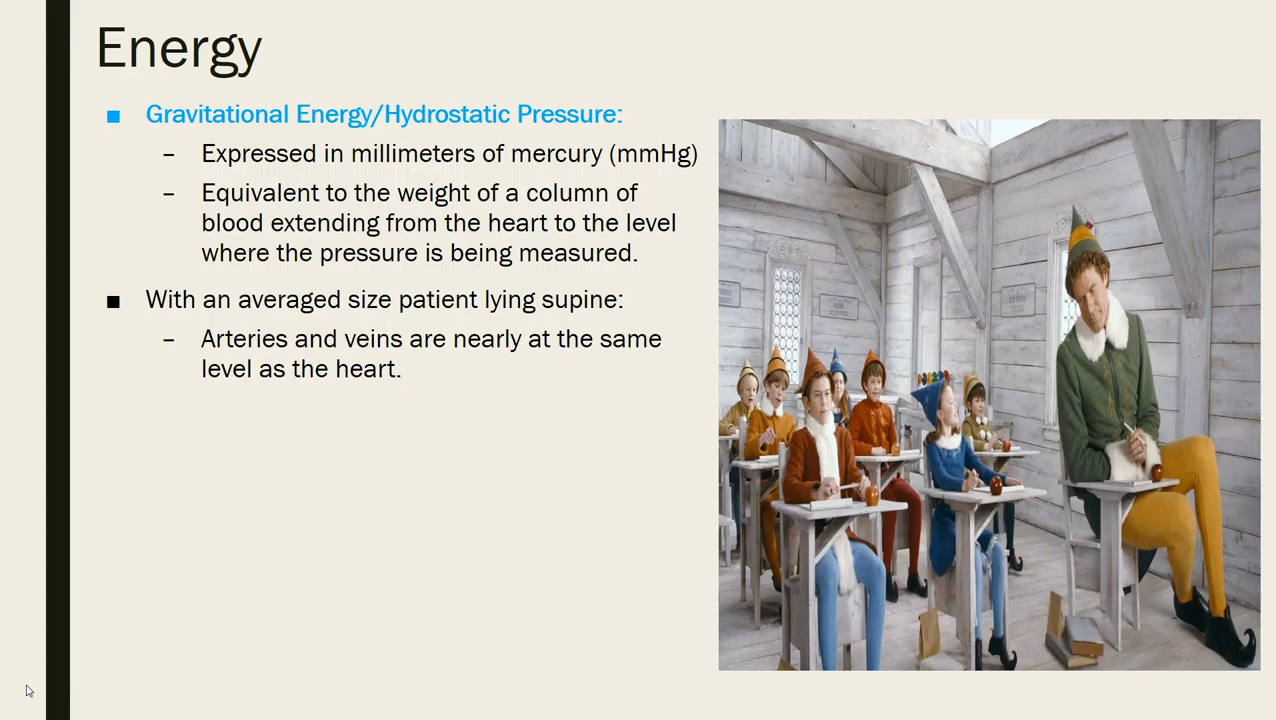 Energy
■ Gravitational Energy/Hydrostatic Pressure:
– Expressed in millimeters of mercury (mmHg)
– Equivalent to the weight of a column of
blood extending from the heart to the level
where the pressure is being measured.
■ With an averaged size patient lying supine:
– Arteries and veins are nearly at the same
level as the heart.